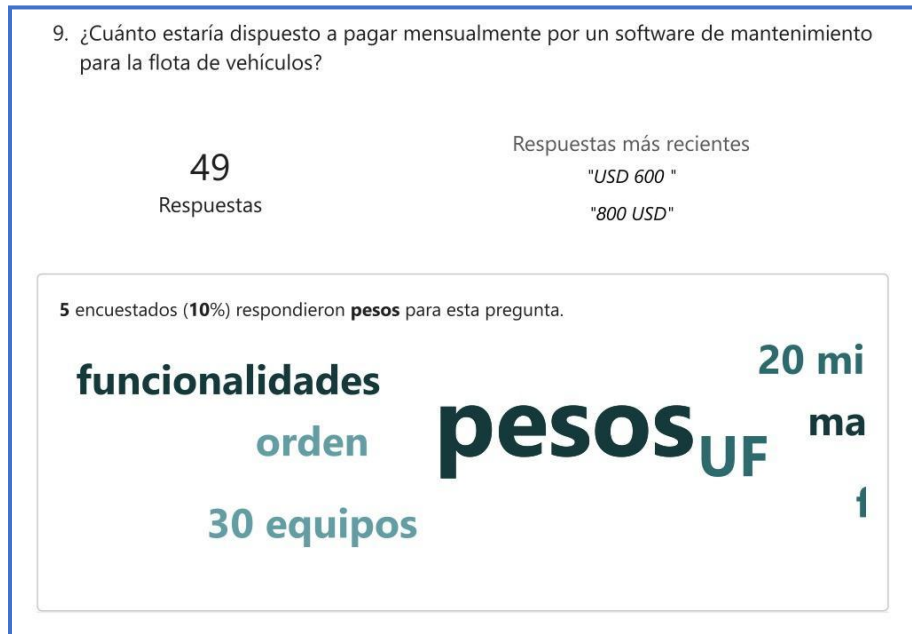 9. ¿Cuánto estaría dispuesto a pagar mensualmente por un software de mantenimiento
para la flota de vehículos?
49
Respuestas
Respuestas más recientes
"USD 600 "
"800 USD"
5 encuestados (10%) respondieron pesos para esta pregunta.
20 mi
funcionalidades
pesos
ma
orden
UF
30 equipos